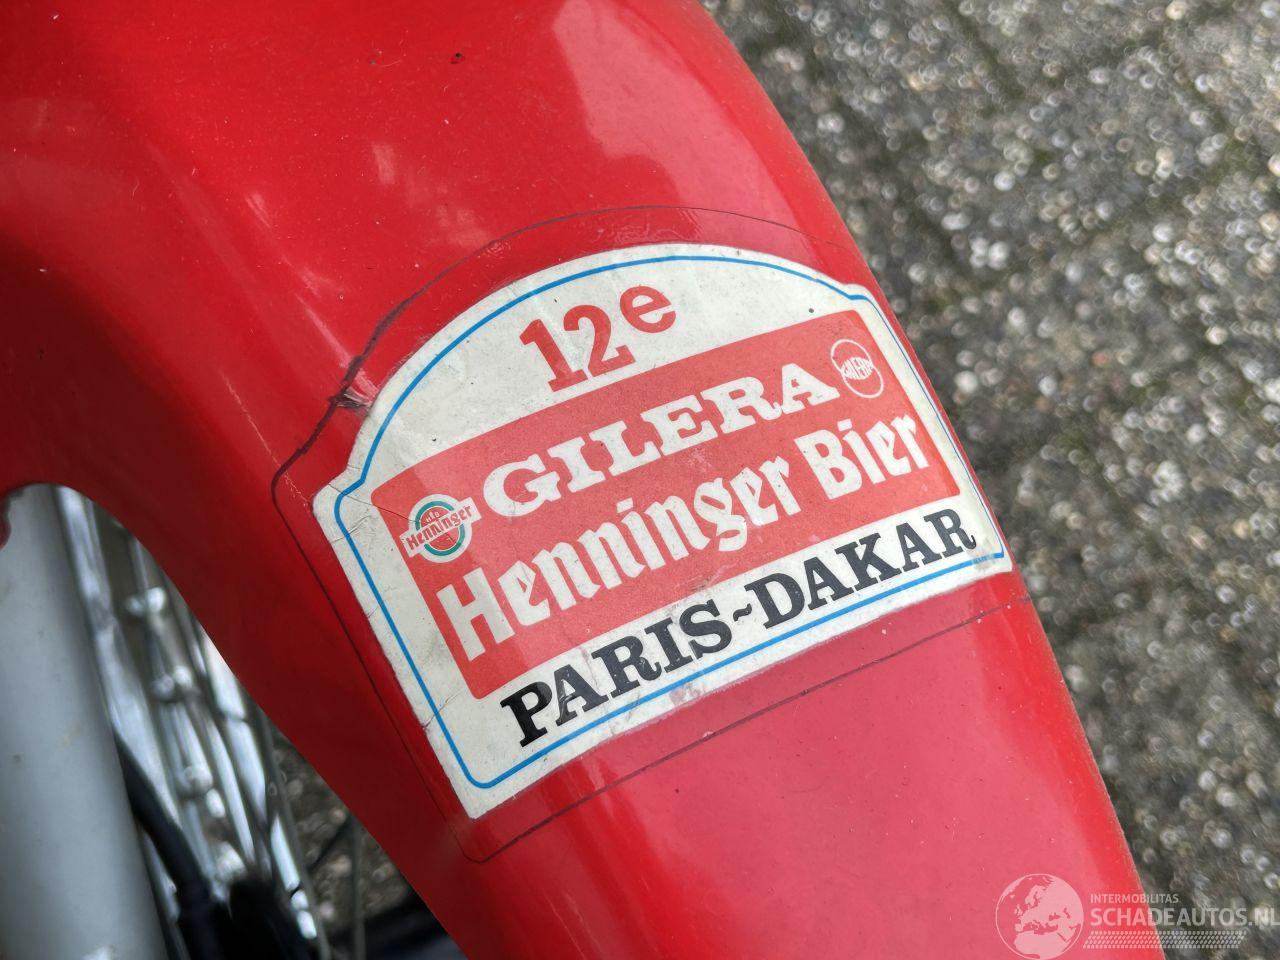 12e
GILERA
GILERA
Henninger
Henninger Bier
PARIS~DAKAR
INTERMOBILITAS
SCHADEAUTOS.NL